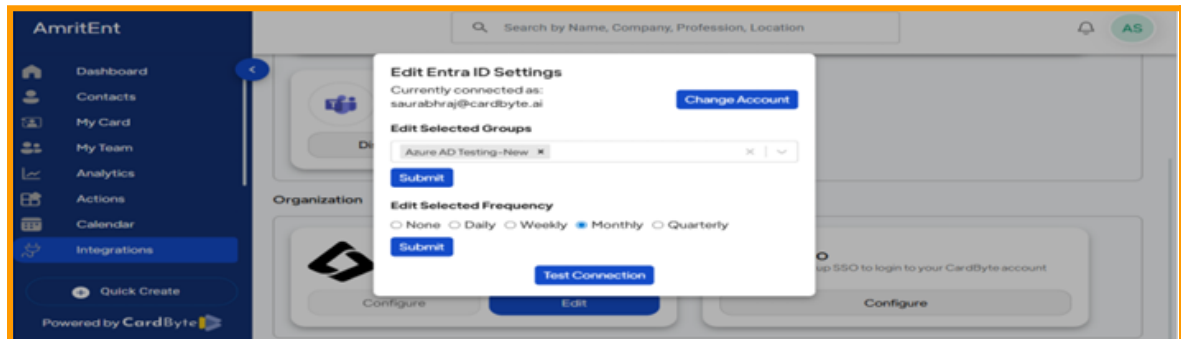 AmritEnt
Search by Name, Company, Profession, Location
AS
Dashboard
Contacts
My Card
My Team
Analytics
Actions
Calendar
Integrations
Quick Create
Powered by CardByte
Edit Entra ID Settings
Currently connected as:
saurabhraj@cardbyte.ai
Change Account
Edit Selected Groups
Azure AD Testing-New ×
Submit
Edit Selected Frequency
None Daily Weekly Monthly Quarterly
Submit
Test Connection
Di
Organization
O
up SSO to login to your CardByte account
Configure
Edit
Configure